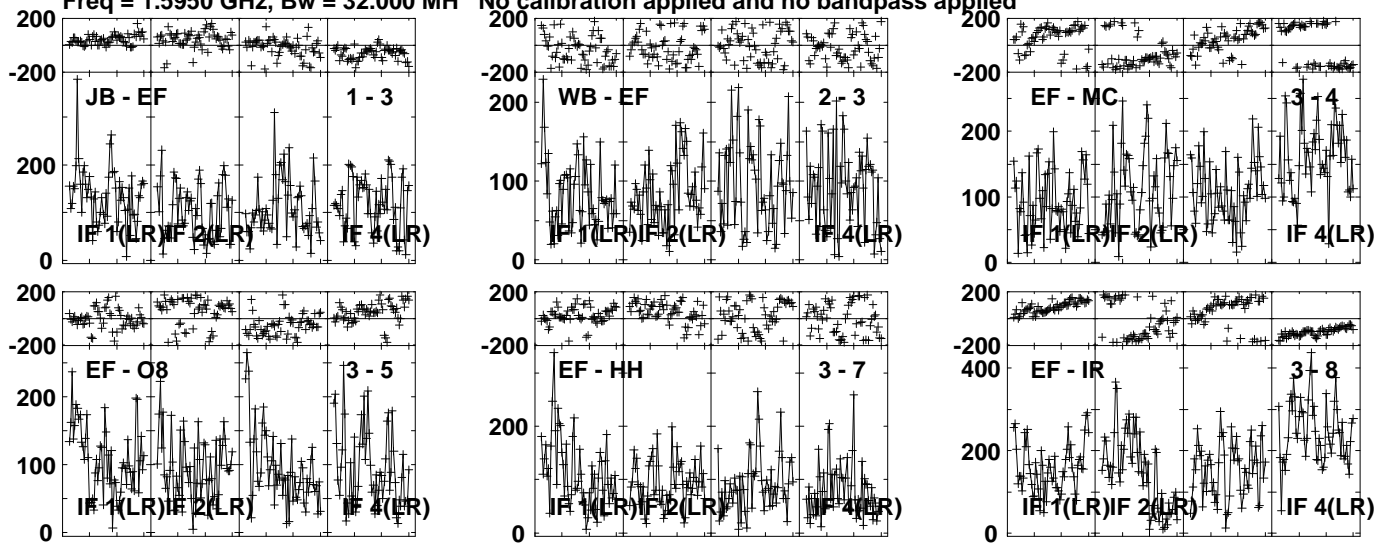 Freq = 1.5950 GHz, Bw = 32.000 MH No calibration applied and no bandpass applied
200
-200
JB - EF 1 - 3
200
0
IF 1(LR) IF 2(LR) IF 4(LR)
200
-200
WB - EF 2 - 3
200
100
0
IF 1(LR) IF 2(LR) IF 4(LR)
200
-200
EF - MC 3 - 4
200
100
0
IF 1(LR) IF 2(LR) IF 4(LR)
200
-200
EF - O8 3 - 5
200
100
0
IF 1(LR) IF 2(LR) IF 4(LR)
200
-200
EF - HH 3 - 7
200
0
IF 1(LR) IF 2(LR) IF 4(LR)
200
-200
EF - IR 3 - 8
400
200
0
IF 1(LR) IF 2(LR) IF 4(LR)